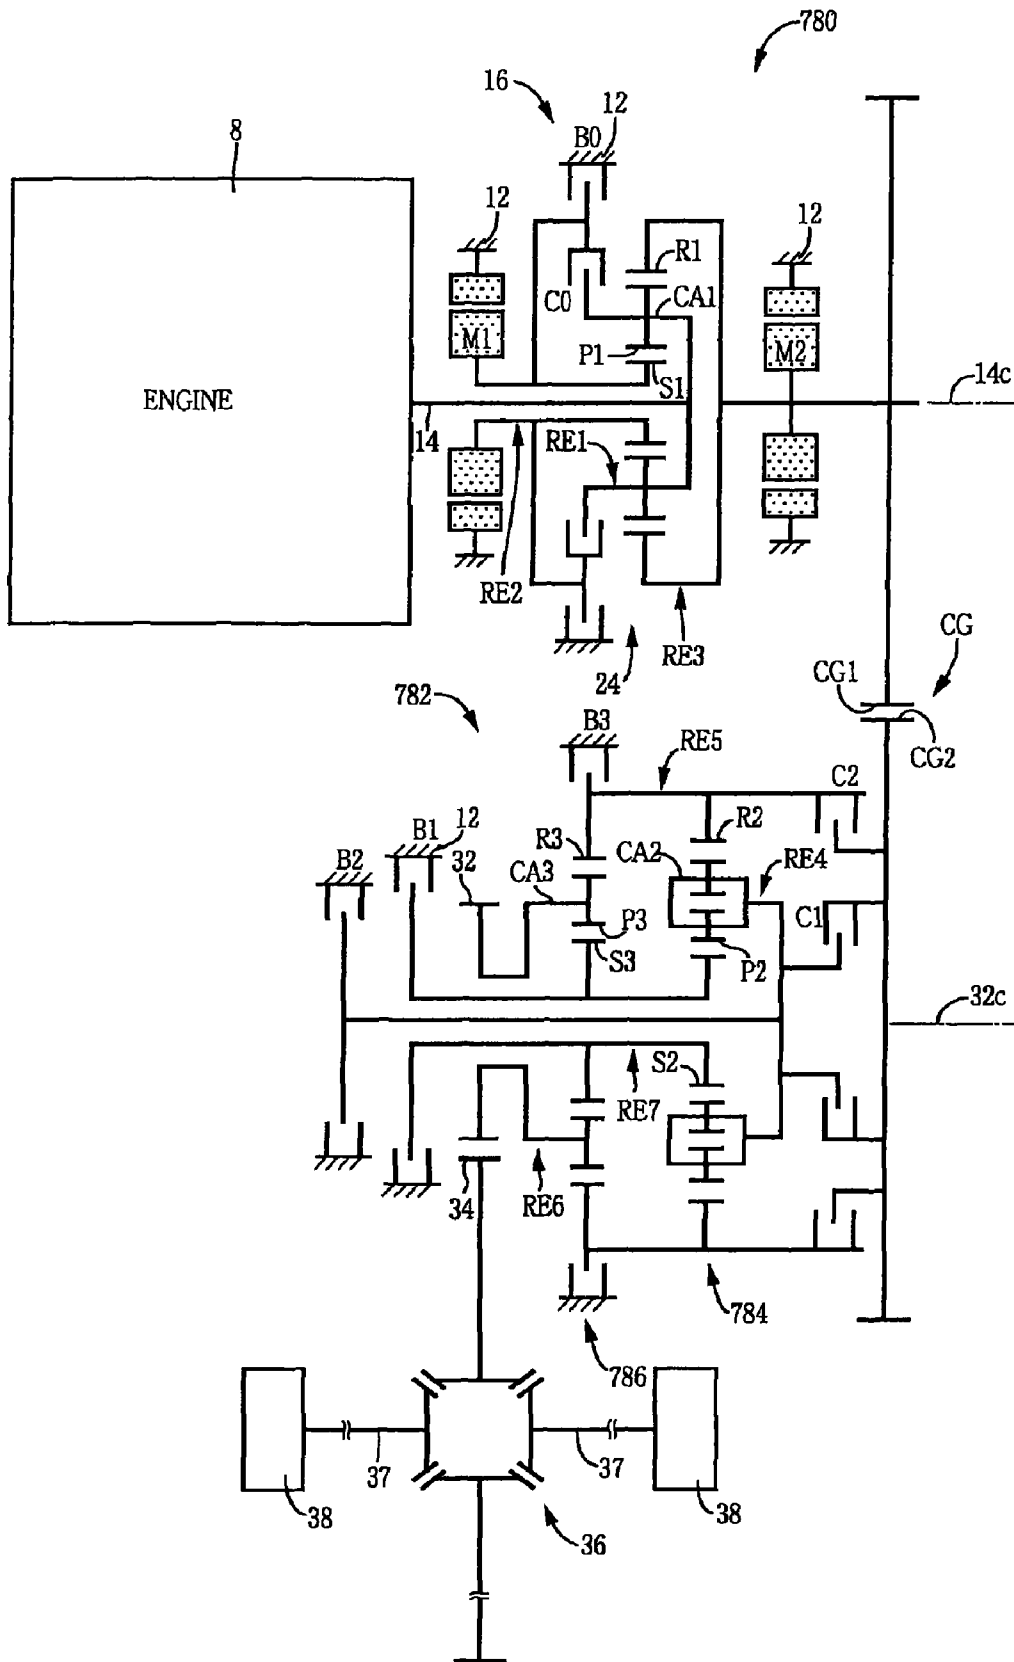 780
16
12
B0
8
12
12
R1
C0
CA1
M1
P1
M2
S1
ENGINE
14c
14
RE1
RE2
CG
RE3
24
CG1
782
B3
RE5
CG2
C2
12
B1
R3
R2
B2
32
CA2
RE4
CA3
C1
P3
S3
P2
32c
S2
RE7
34
RE6
784
786
37
37
38
38
36